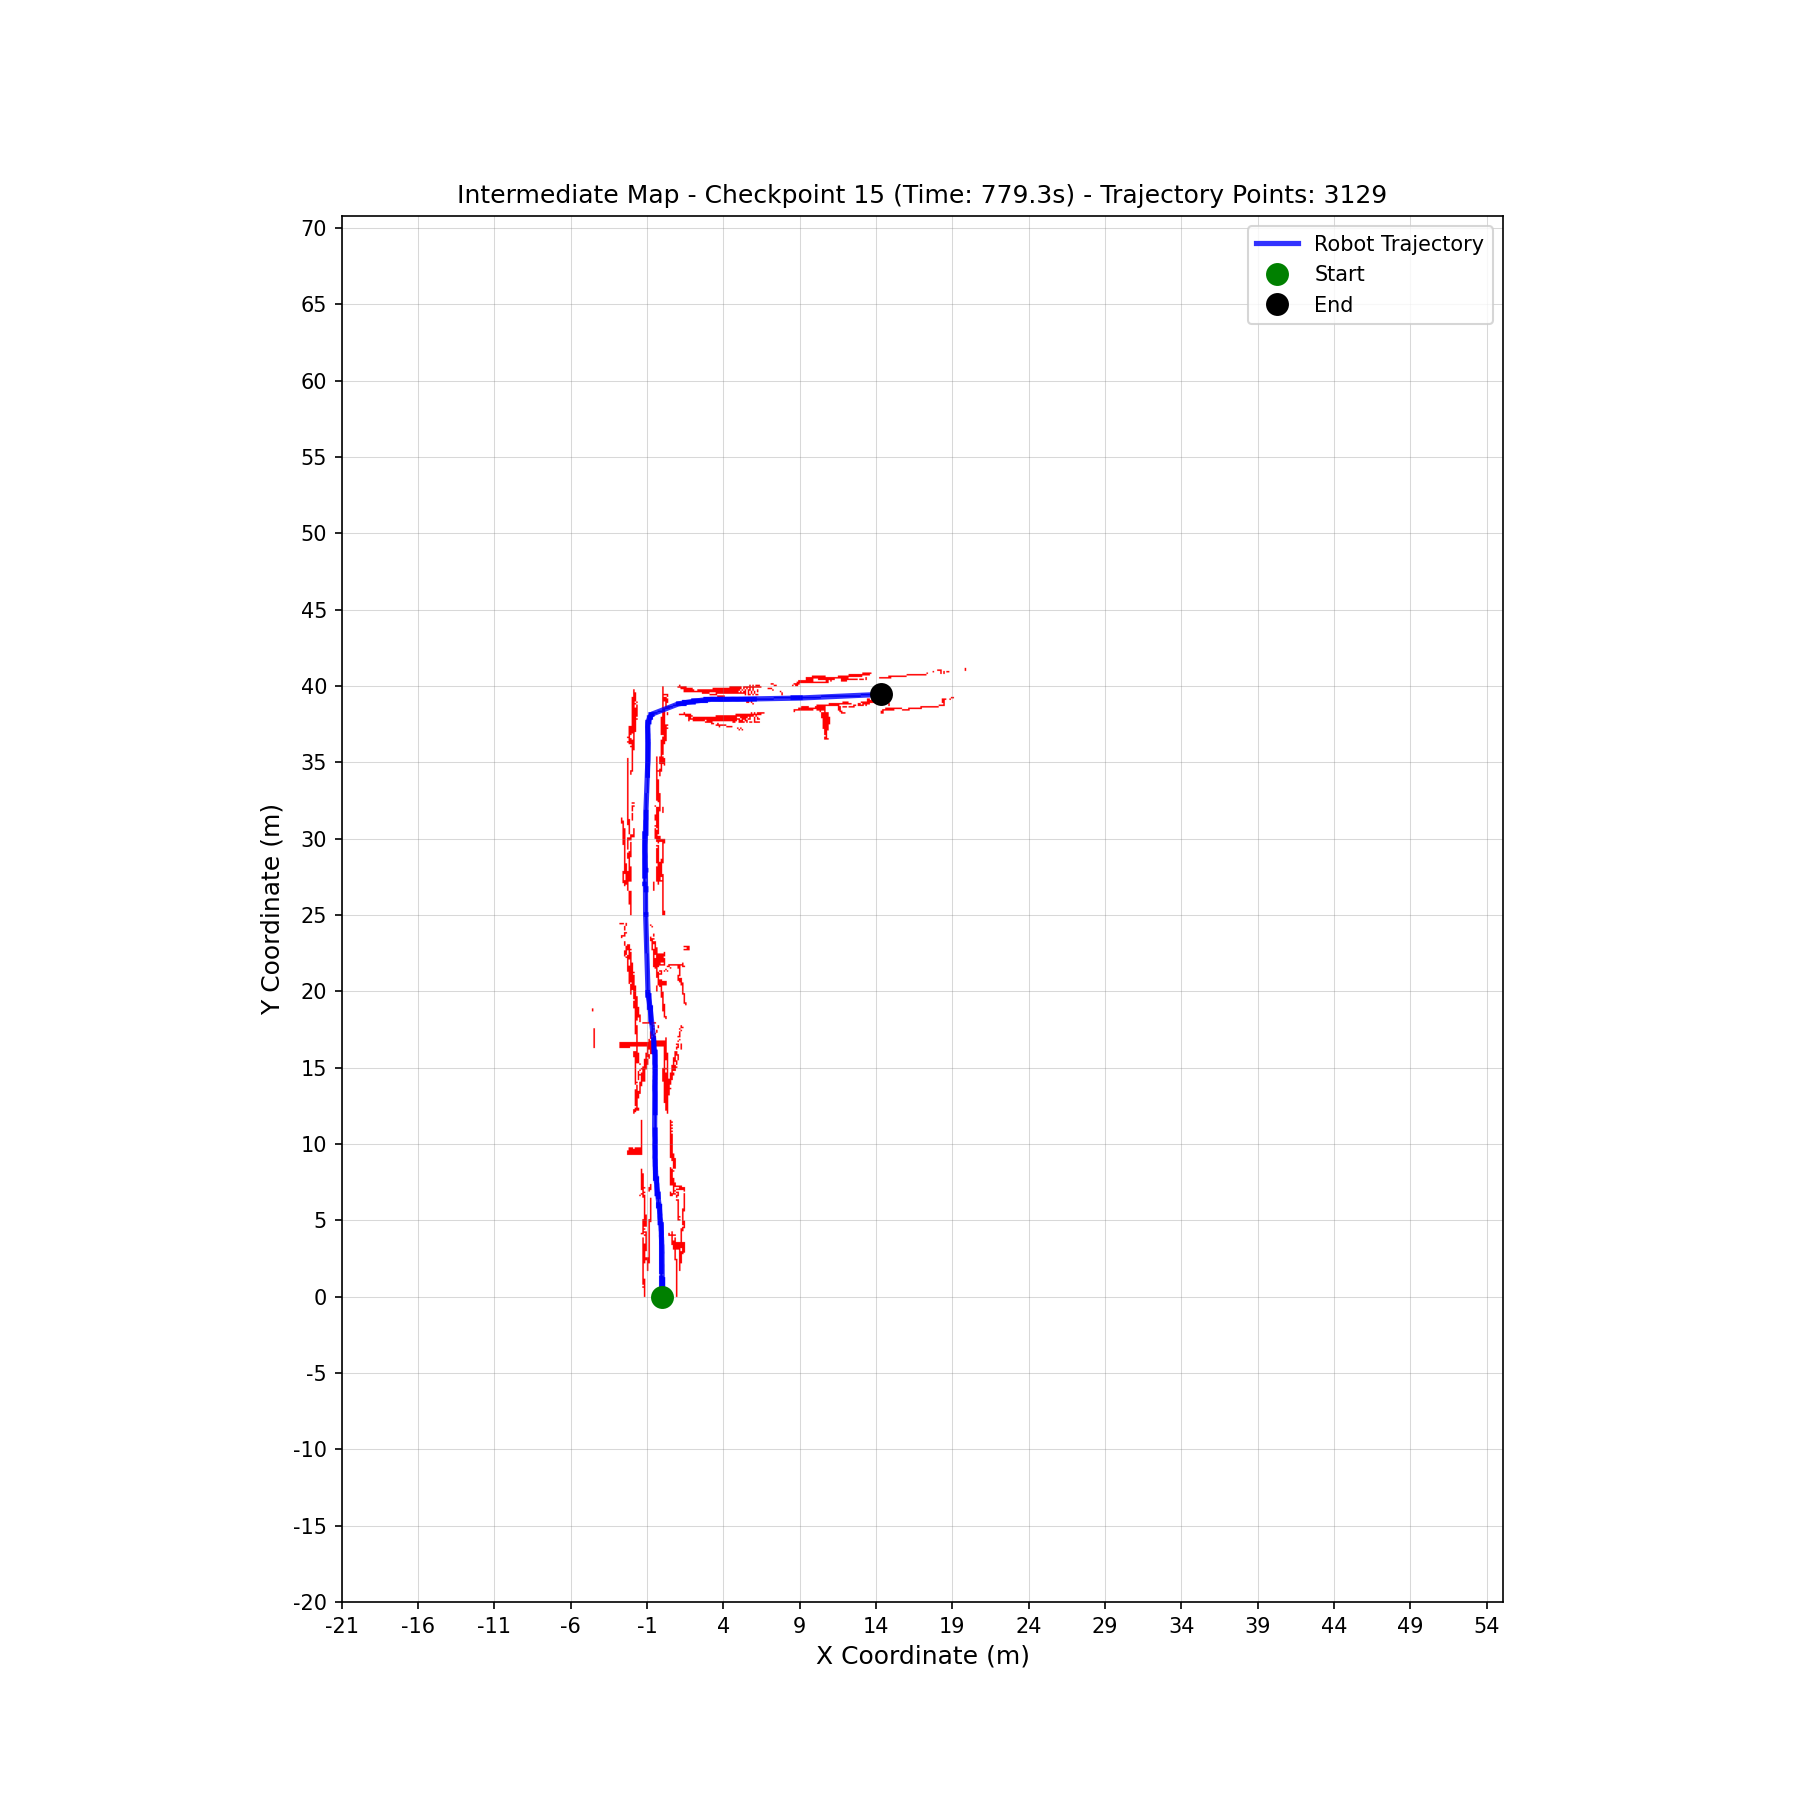 Intermediate Map - Checkpoint 15 (Time: 779.3s) - Trajectory Points: 3129
Robot Trajectory
Start
End
70
65
60
55
50
45
40
35
30
25
20
15
10
5
0
-5
-10
-15
-20
Y Coordinate (m)
-21 -16 -11 -6 -1 4 9 14 19 24 29 34 39 44 49 54
X Coordinate (m)